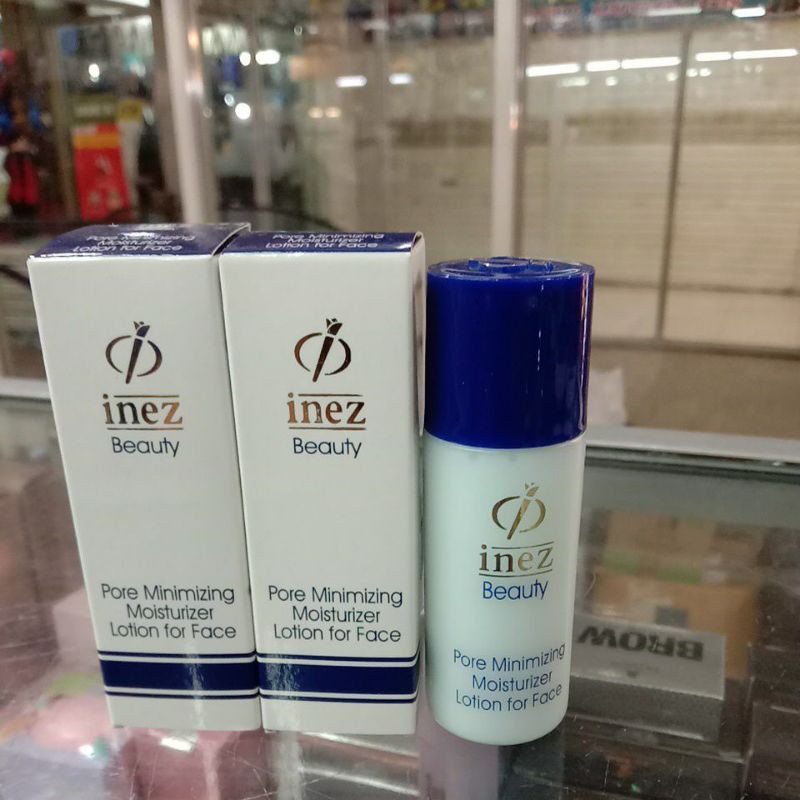 Pore Minimizing
Moisturizer
Lotion for Face
inez
Beauty
Pore Minimizing
Moisturizer
Lotion for Face
Pore Minimizing
Moisturizer
Lotion for Face
inez
Beauty
Pore Minimizing
Moisturizer
Lotion for Face
inez
Beauty
Pore Minimizing
Moisturizer
Lotion for Face
BROW